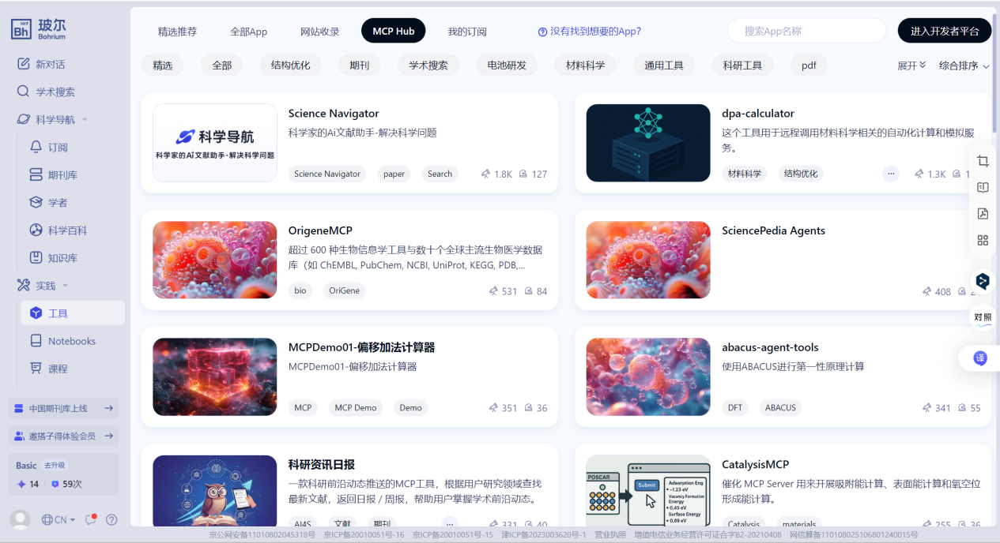 107
Bh
玻尔
Bohrium
新对话
学术搜索
科学导航
订阅
期刊库
学者
科学百科
知识库
实践
工具
Notebooks
课程
中国期刊库上线
邀搭子得体验会员
Basic 去升级
14 59次
CN
精选推荐 全部App 网站收录 MCP Hub 我的订阅 没有找到想要的App? 搜索App名称 进入开发者平台
精选 全部 结构优化 期刊 学术搜索 电池研发 材料科学 通用工具 科研工具 pdf 展开 综合排序
科学导航
科学家的Ai文献助手-解决科学问题
Science Navigator
科学家的Ai文献助手-解决科学问题
Science Navigator paper Search 1.8K 127
dpa-calculator
这个工具用于远程调用材料科学相关的自动化计算和模拟服
务。
材料科学 结构优化 ... 1.3K
OrigeneMCP
超过 600 种生物信息学工具与数十个全球主流生物医学数据
库（如 ChEMBL, PubChem, NCBI, UniProt, KEGG, PDB,...
bio OriGene 531 84
SciencePedia Agents
408
MCPDemo01-偏移加法计算器
MCPDemo01-偏移加法计算器
MCP MCP Demo Demo 351 36
abacus-agent-tools
使用ABACUS进行第一性原理计算
DFT ABACUS 341 55
科研资讯日报
一款科研前沿动态推送的MCP工具，根据用户研究领域查找
最新文献，返回日报 / 周报，帮助用户掌握学术前沿动态。
AI4S 文献 期刊 ... 331 40
POSCAR
Submit
Adsorption Eng
-1.23 eV
Vacancy Formation
Energy
0.45 eV
Surface Energy
0.89 eV
CatalysisMCP
催化 MCP Server 用来开展吸附能计算、表面能计算和氧空位
形成能计算。
Catalysis materials 255 36
对照
译
京公网安备11010802045318号 京ICP备20010051号-16 京ICP备20010051号-15 津ICP备2023003620号-1 营业执照 增值电信业务经营许可证合字B2-20210408 网信算备110108025106801240015号